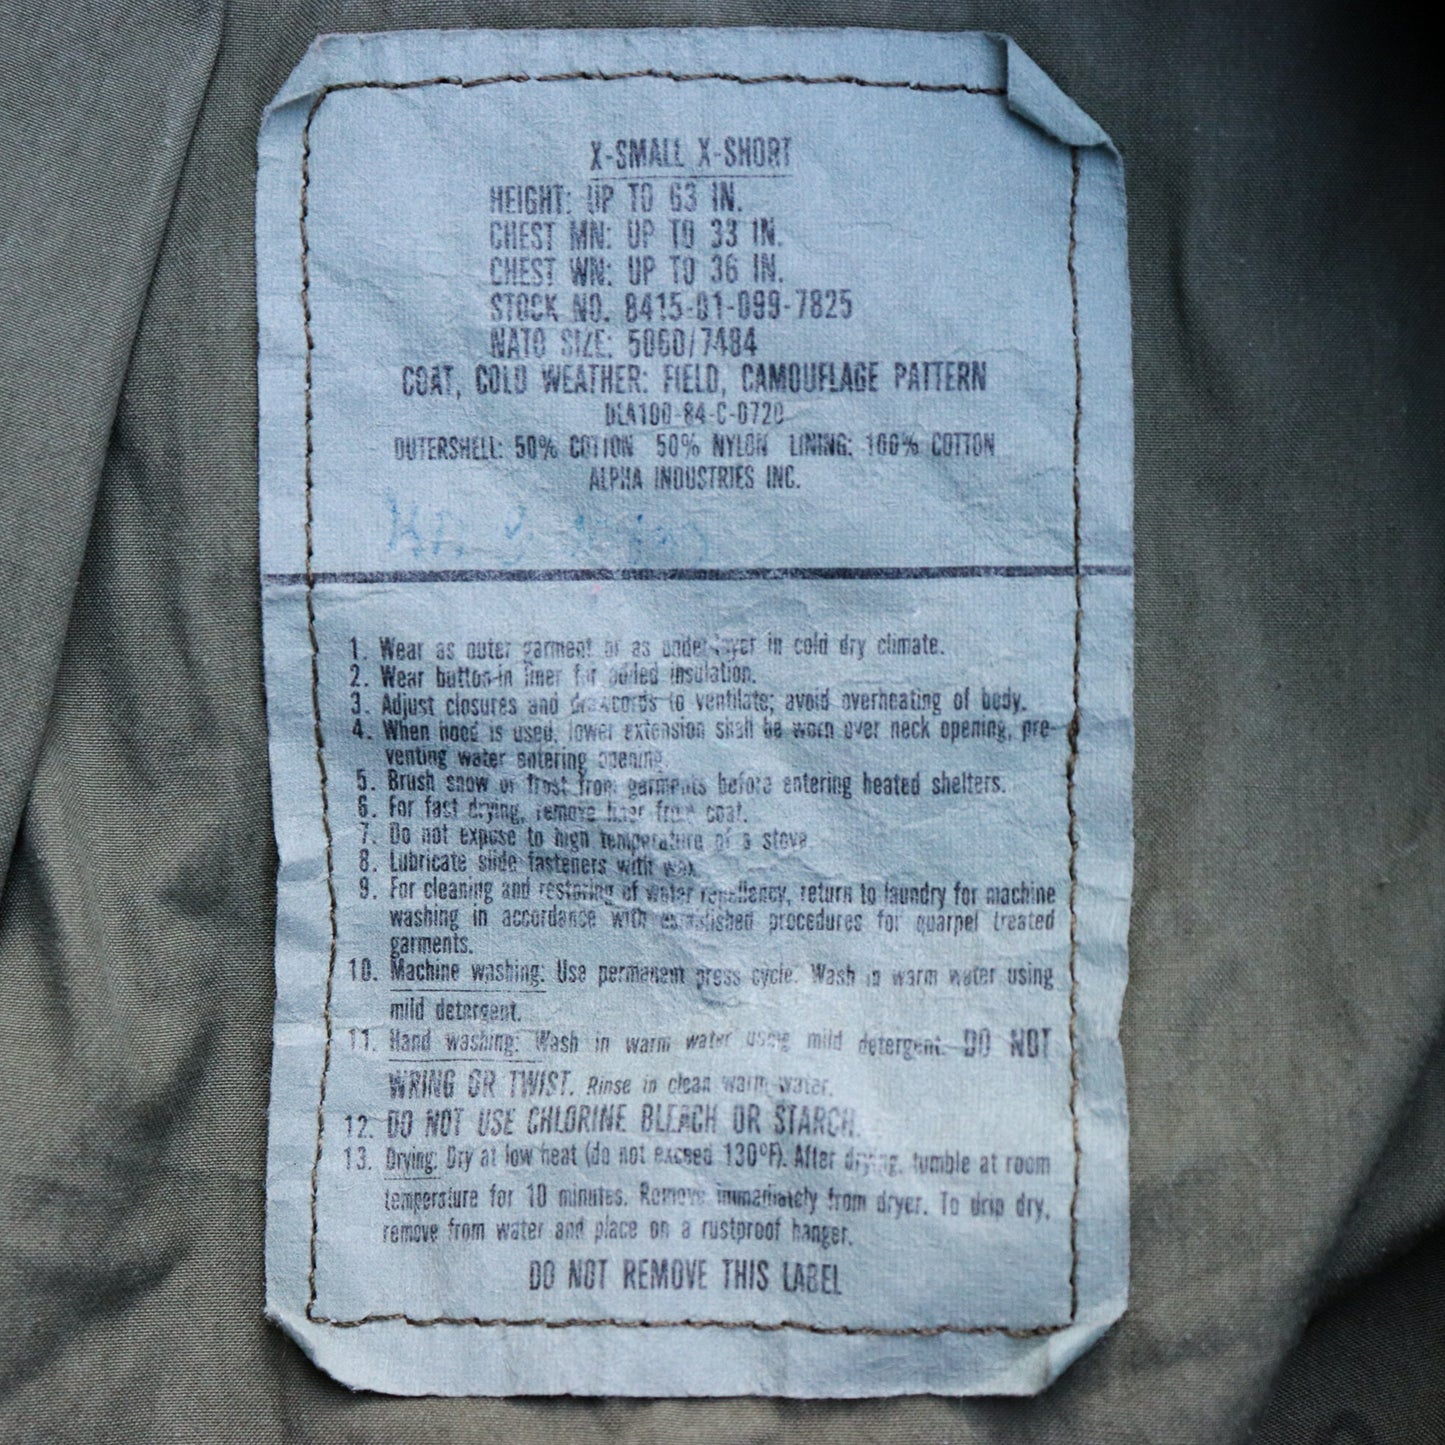 X-SMALL X-SHORT
HEIGHT: UP TO 63 IN.
CHEST MN: UP TO 33 IN.
CHEST WN: UP TO 36 IN.
STOCK NO. 8415-01-099-7825
NATO SIZE: 5060/7484
COAT, COLD WEATHER: FIELD, CAMOUFLAGE PATTERN
DLA100-84-C-0720
OUTERSHELL: 50% COTTON 50% NYLON LINING: 100% COTTON
ALPHA INDUSTRIES INC.
1. Wear as outer garment or as under-layer in cold dry climate.
2. Wear button-in liner for added insulation.
3. Adjust closures and drawcords to ventilate; avoid overheating of body.
4. When hood is used, lower extension shall be worn over neck opening, pre-
venting water entering opening.
5. Brush snow or frost from garments before entering heated shelters.
6. For fast drying, remove liner from coat.
7. Do not expose to high temperature of a stove.
8. Lubricate slide fasteners with wax
9. For cleaning and restoring of water repellency, return to laundry for machine
washing in accordance with established procedures for quarpel treated
garments.
10. Machine washing: Use permanent press cycle. Wash in warm water using
mild detergent.
11. Hand washing: Wash in warm water using mild detergent. DO NOT
WRING OR TWIST. Rinse in clean warm water.
12. DO NOT USE CHLORINE BLEACH OR STARCH.
13. Drying: Dry at low heat (do not exceed 130°F). After drying, tumble at room
temperature for 10 minutes. Remove immediately from dryer. To drip dry,
remove from water and place on a rustproof hanger.
DO NOT REMOVE THIS LABEL